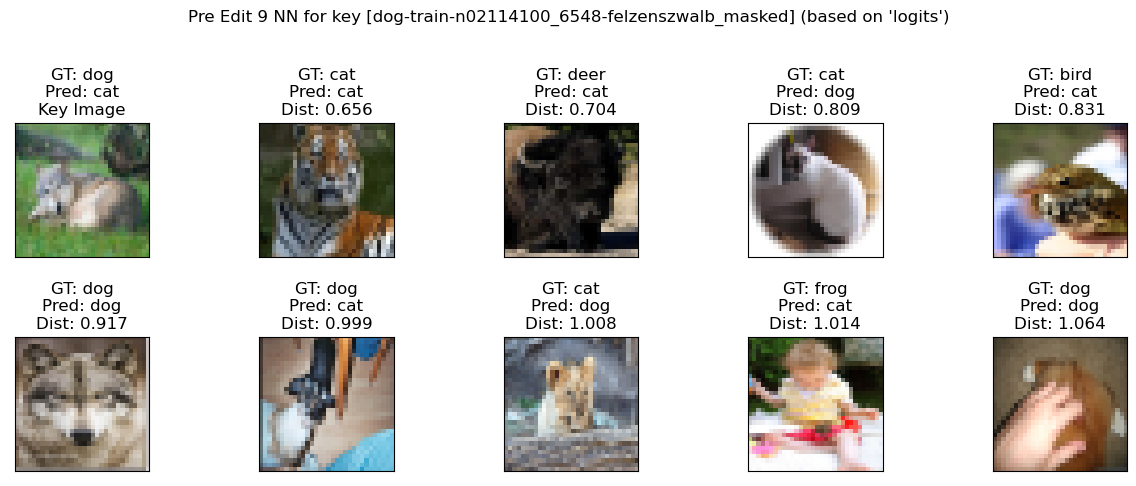 Pre Edit 9 NN for key [dog-train-n02114100_6548-felzenszwalb_masked] (based on 'logits')
GT: dog
Pred: cat
Key Image
GT: cat
Pred: cat
Dist: 0.656
GT: deer
Pred: cat
Dist: 0.704
GT: cat
Pred: dog
Dist: 0.809
GT: bird
Pred: cat
Dist: 0.831
GT: dog
Pred: dog
Dist: 0.917
GT: dog
Pred: cat
Dist: 0.999
GT: cat
Pred: dog
Dist: 1.008
GT: frog
Pred: cat
Dist: 1.014
GT: dog
Pred: dog
Dist: 1.064